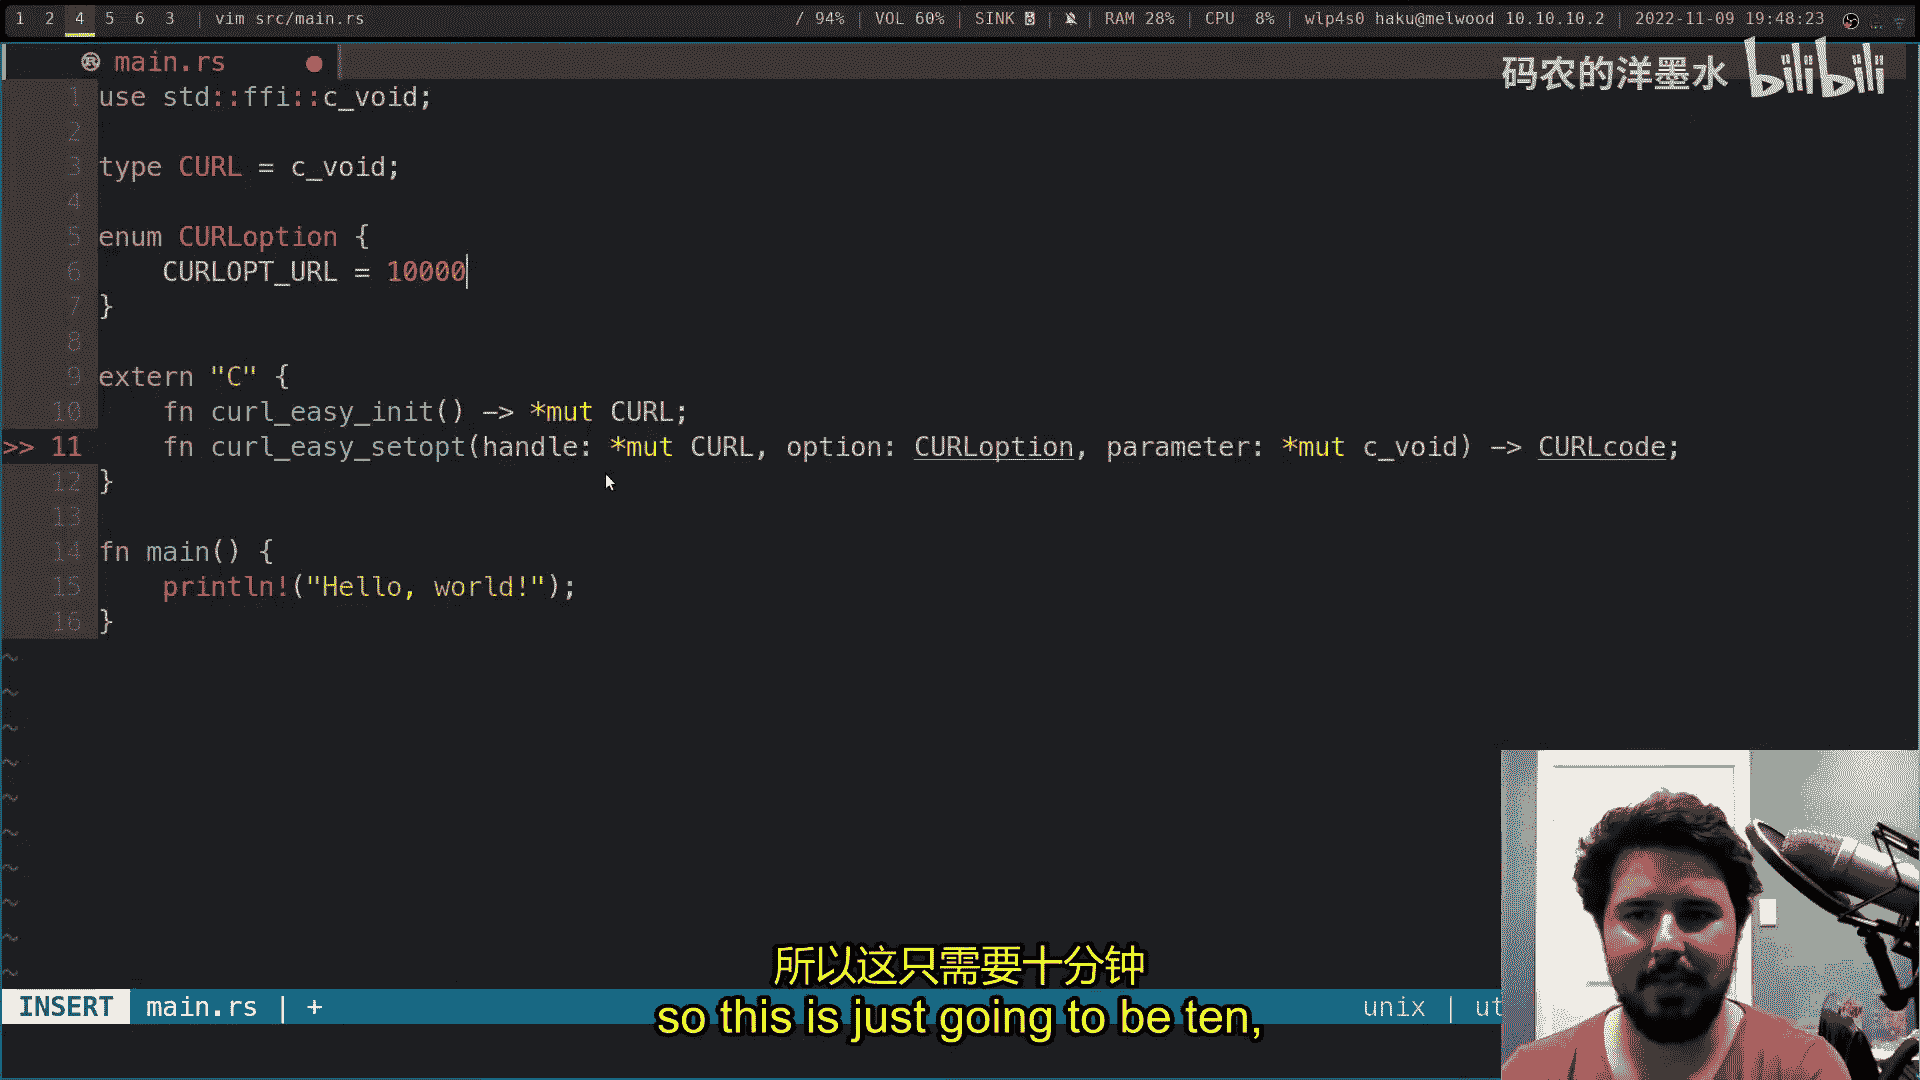 1 2 4 5 6 3 | vim src/main.rs
/ 94% | VOL 60% | SINK | RAM 28% | CPU 8% | wlp4s0 haku@melwood 10.10.10.2 | 2022-11-09 19:48:23
main.rs
码农的洋墨水 bilibili
1 use std::ffi::c_void;
2
3 type CURL = c_void;
4
5 enum CURLoption {
6     CURLOPT_URL = 10000
7 }
8
9 extern "C" {
10     fn curl_easy_init() -> *mut CURL;
>> 11     fn curl_easy_setopt(handle: *mut CURL, option: CURLoption, parameter: *mut c_void) -> CURLcode;
12 }
13
14 fn main() {
15     println!("Hello, world!");
16 }
~
~
~
~
~
~
~
~
~
~
所以这只需要十分钟
INSERT main.rs | +
so this is just going to be ten,
unix | ut